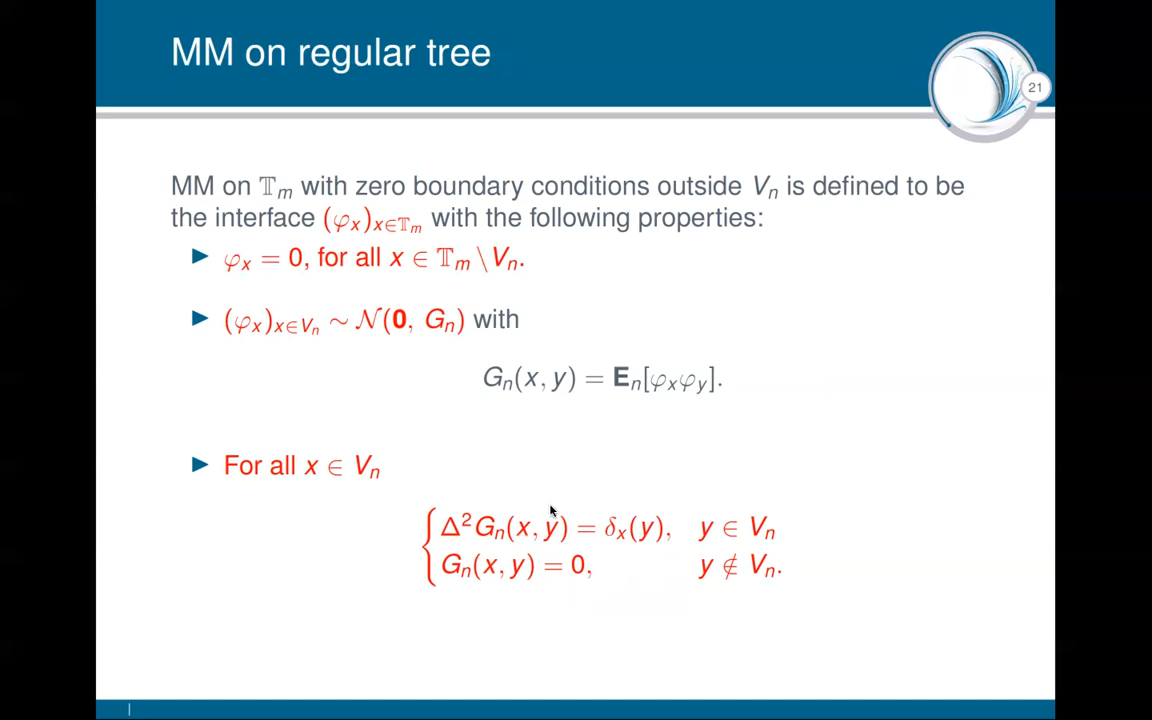 MM on regular tree
21
MM on 𝕋ₘ with zero boundary conditions outside Vₙ is defined to be
the interface (φₓ)ₓ∈𝕋ₘ with the following properties:
▶ φₓ = 0, for all x ∈ 𝕋ₘ \ Vₙ.
▶ (φₓ)ₓ∈Vₙ ∼ 𝒩(𝟎, Gₙ) with
Gₙ(x, y) = 𝐄ₙ[φₓφ_y].
▶ For all x ∈ Vₙ
Δ²Gₙ(x, y) = δₓ(y), y ∈ Vₙ
Gₙ(x, y) = 0, y ∉ Vₙ.